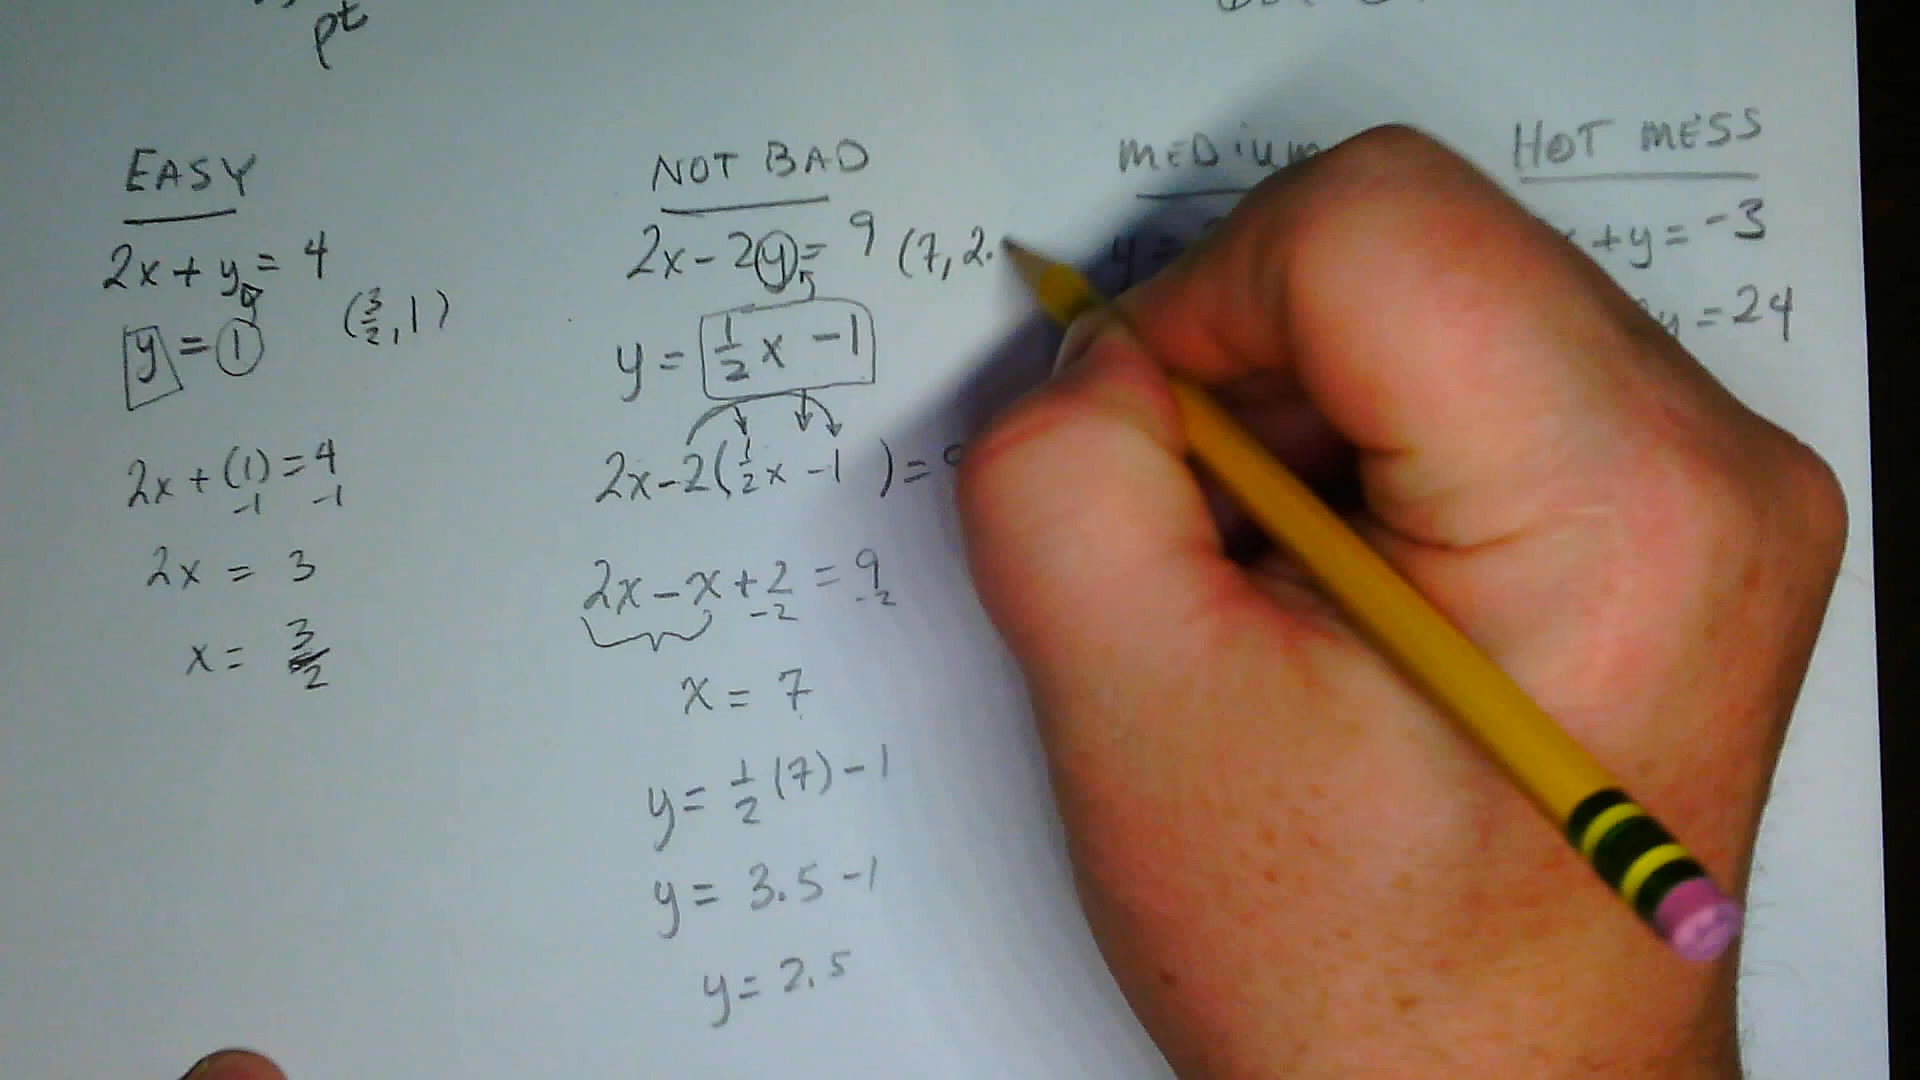 pt
EASY
2x + y = 4
y = 1
(3/2, 1)
2x + (1) = 4
-1 -1
2x = 3
x = 3/2
NOT BAD
2x - 2y = 9 (7, 2.
y = 1/2 x - 1
2x - 2(1/2 x - 1) =
2x - x + 2 = 9
-2 -2
x = 7
y = 1/2 (7) - 1
y = 3.5 - 1
y = 2.5
MEDIUM
y =
HOT MESS
+ y = -3
y = 24